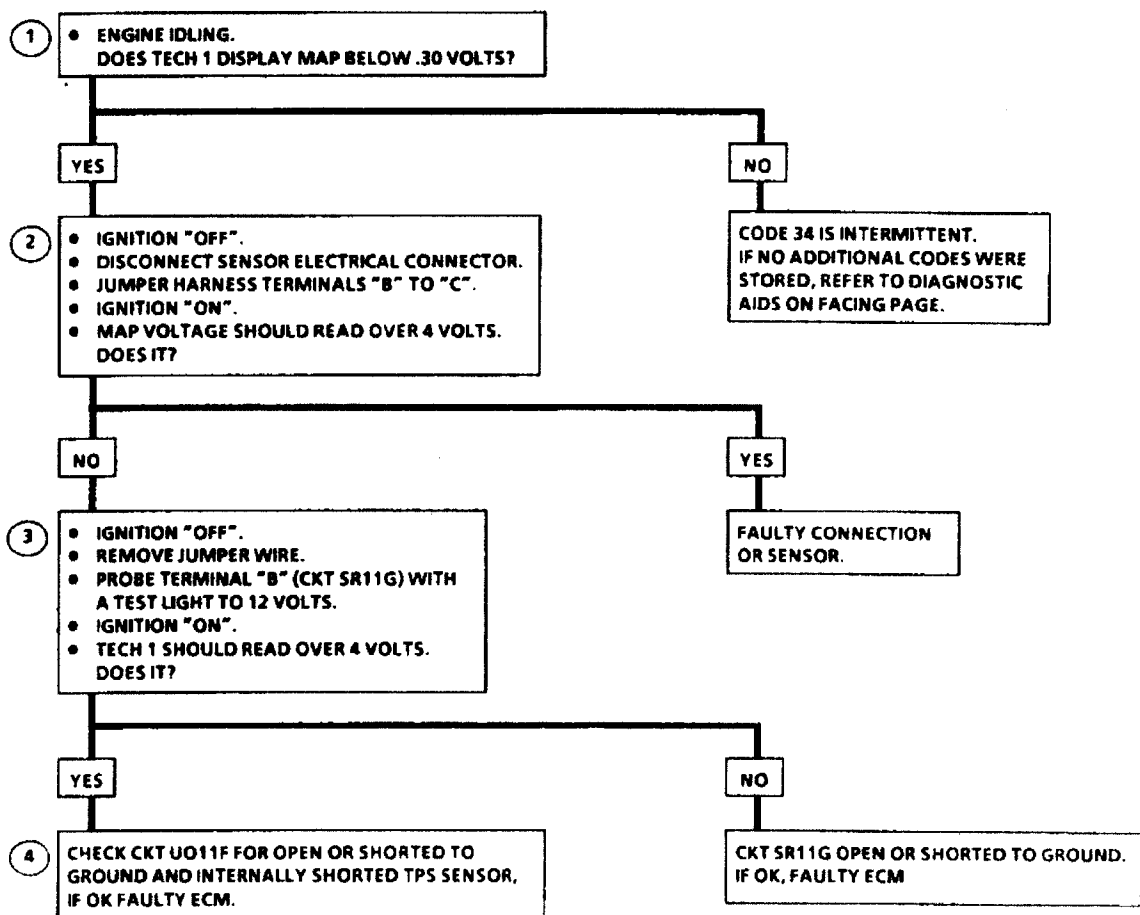 1
• ENGINE IDLING.
DOES TECH 1 DISPLAY MAP BELOW .30 VOLTS?
YES
NO
2
• IGNITION "OFF".
• DISCONNECT SENSOR ELECTRICAL CONNECTOR.
• JUMPER HARNESS TERMINALS "B" TO "C".
• IGNITION "ON".
• MAP VOLTAGE SHOULD READ OVER 4 VOLTS.
DOES IT?
CODE 34 IS INTERMITTENT.
IF NO ADDITIONAL CODES WERE
STORED, REFER TO DIAGNOSTIC
AIDS ON FACING PAGE.
NO
YES
3
• IGNITION "OFF".
• REMOVE JUMPER WIRE.
• PROBE TERMINAL "B" (CKT SR11G) WITH
A TEST LIGHT TO 12 VOLTS.
• IGNITION "ON".
• TECH 1 SHOULD READ OVER 4 VOLTS.
DOES IT?
FAULTY CONNECTION
OR SENSOR.
YES
NO
4
CHECK CKT UO11F FOR OPEN OR SHORTED TO
GROUND AND INTERNALLY SHORTED TPS SENSOR,
IF OK FAULTY ECM.
CKT SR11G OPEN OR SHORTED TO GROUND.
IF OK, FAULTY ECM